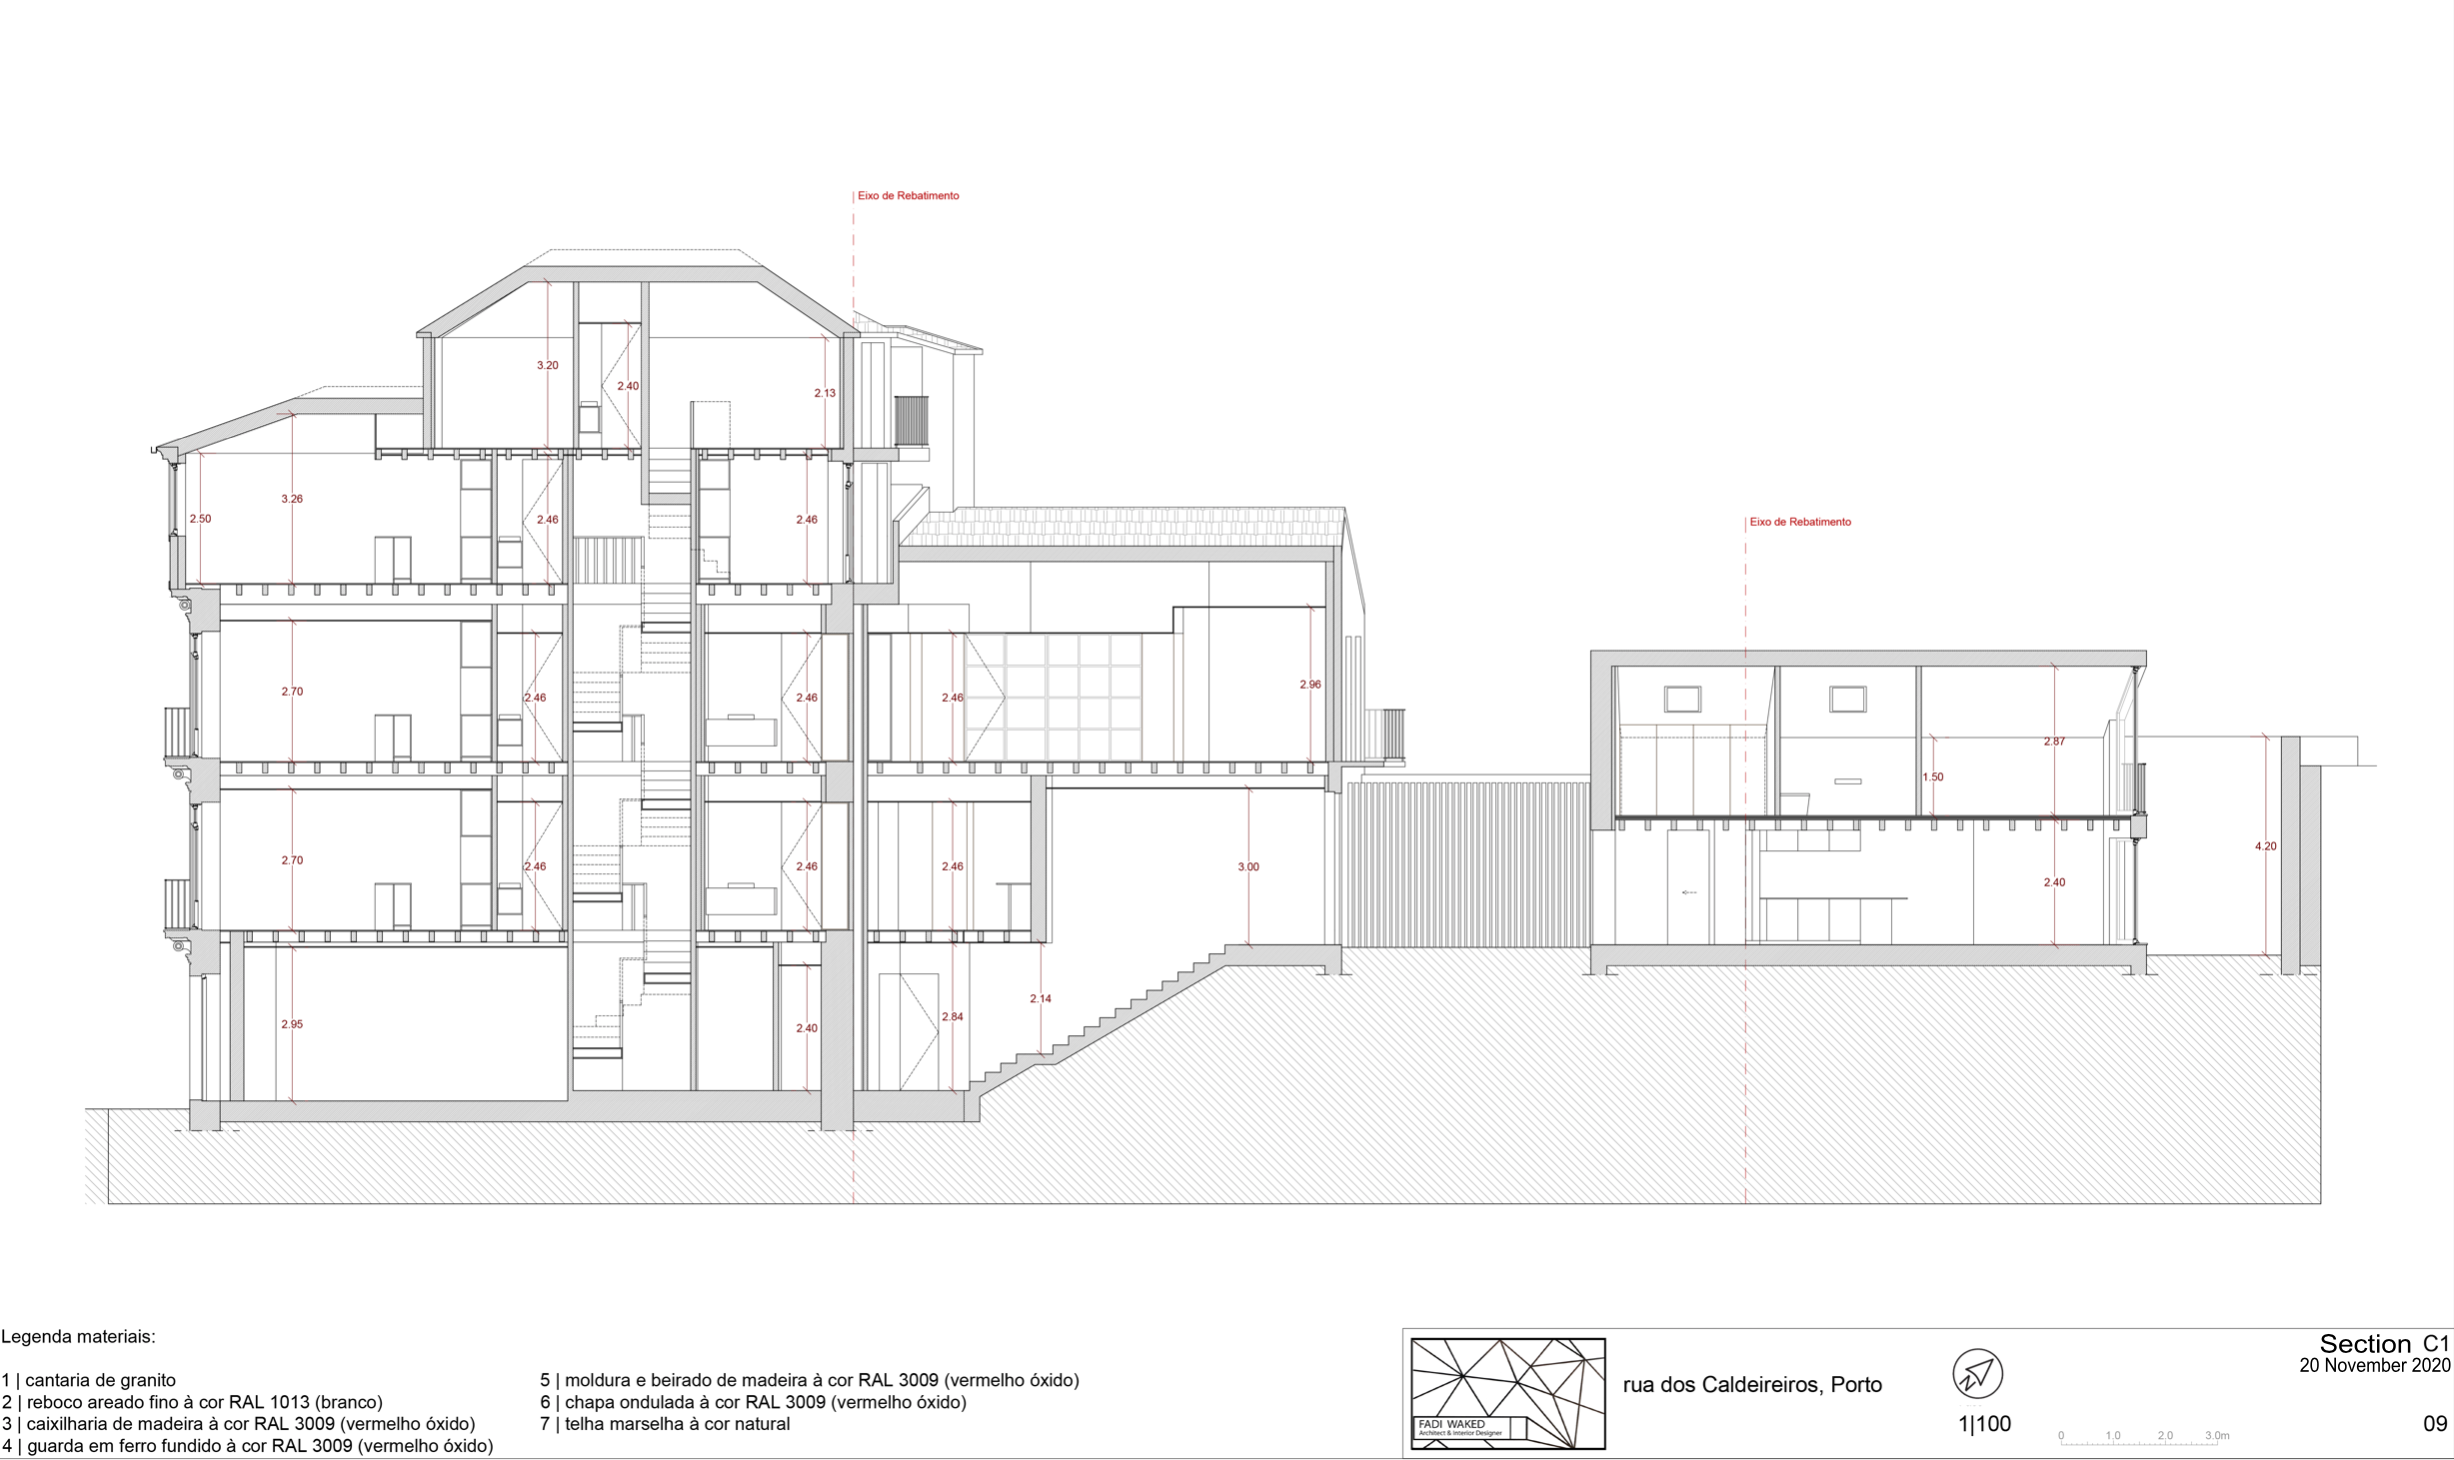 Eixo de Rebatimento
3.20
2.40
2.13
3.26
2.50
2.46
2.46
Eixo de Rebatimento
2.70
2.46
2.46
2.46
2.96
2.87
1.50
2.70
2.46
2.46
2.46
3.00
2.40
4.20
2.95
2.40
2.84
2.14
Legenda materiais:
1 | cantaria de granito
2 | reboco areado fino à cor RAL 1013 (branco)
3 | caixilharia de madeira à cor RAL 3009 (vermelho óxido)
4 | guarda em ferro fundido à cor RAL 3009 (vermelho óxido)
5 | moldura e beirado de madeira à cor RAL 3009 (vermelho óxido)
6 | chapa ondulada à cor RAL 3009 (vermelho óxido)
7 | telha marselha à cor natural
FADI WAKED
Architect & Interior Designer
rua dos Caldeireiros, Porto
1|100
0 1.0 2.0 3.0m
Section C1
20 November 2020
09